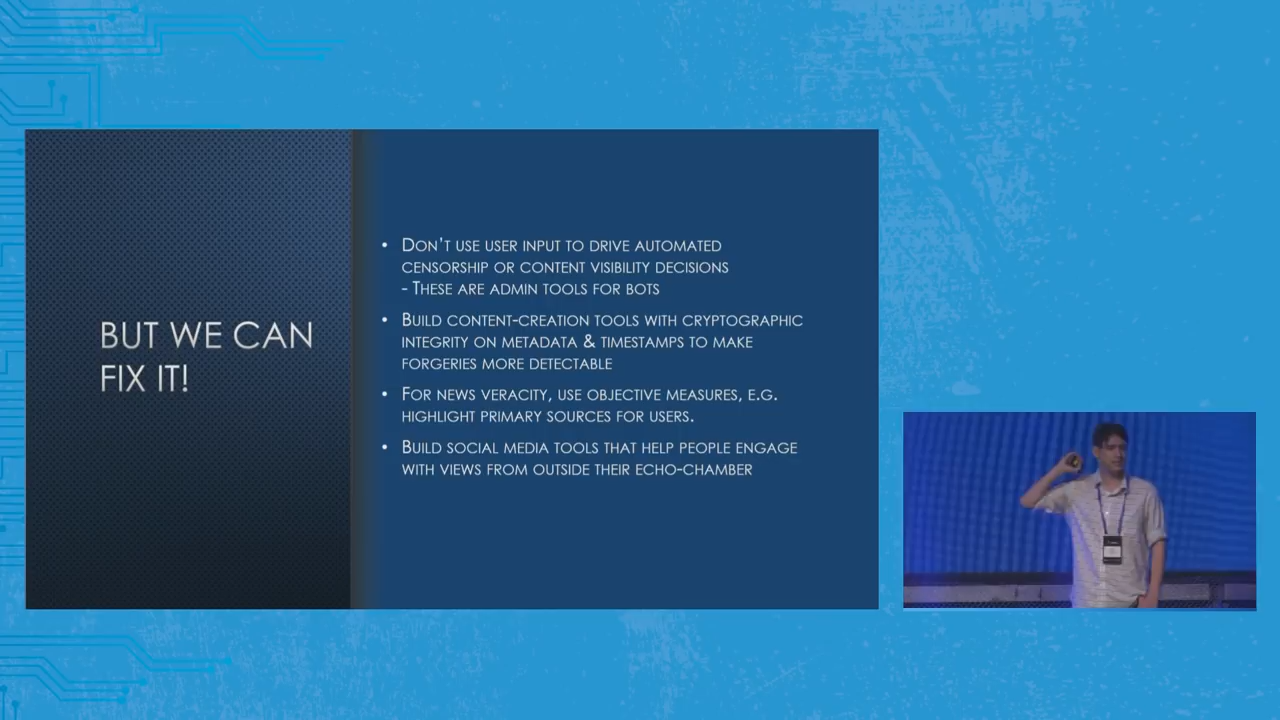 BUT WE CAN
FIX IT!
• DON'T USE USER INPUT TO DRIVE AUTOMATED
CENSORSHIP OR CONTENT VISIBILITY DECISIONS
- THESE ARE ADMIN TOOLS FOR BOTS
• BUILD CONTENT-CREATION TOOLS WITH CRYPTOGRAPHIC
INTEGRITY ON METADATA & TIMESTAMPS TO MAKE
FORGERIES MORE DETECTABLE
• FOR NEWS VERACITY, USE OBJECTIVE MEASURES, E.G.
HIGHLIGHT PRIMARY SOURCES FOR USERS.
• BUILD SOCIAL MEDIA TOOLS THAT HELP PEOPLE ENGAGE
WITH VIEWS FROM OUTSIDE THEIR ECHO-CHAMBER